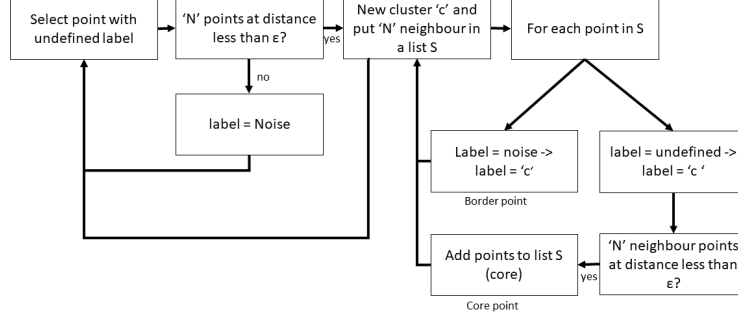 Select point with
undefined label
‘N’ points at distance
less than ε?
yes
New cluster ‘c’ and
put ‘N’ neighbour in
a list S
For each point in S
no
label = Noise
Label = noise ->
label = ‘c‘
Border point
label = undefined ->
label = ‘c ‘
Add points to list S
(core)
Core point
yes
‘N’ neighbour points
at distance less than
ε?